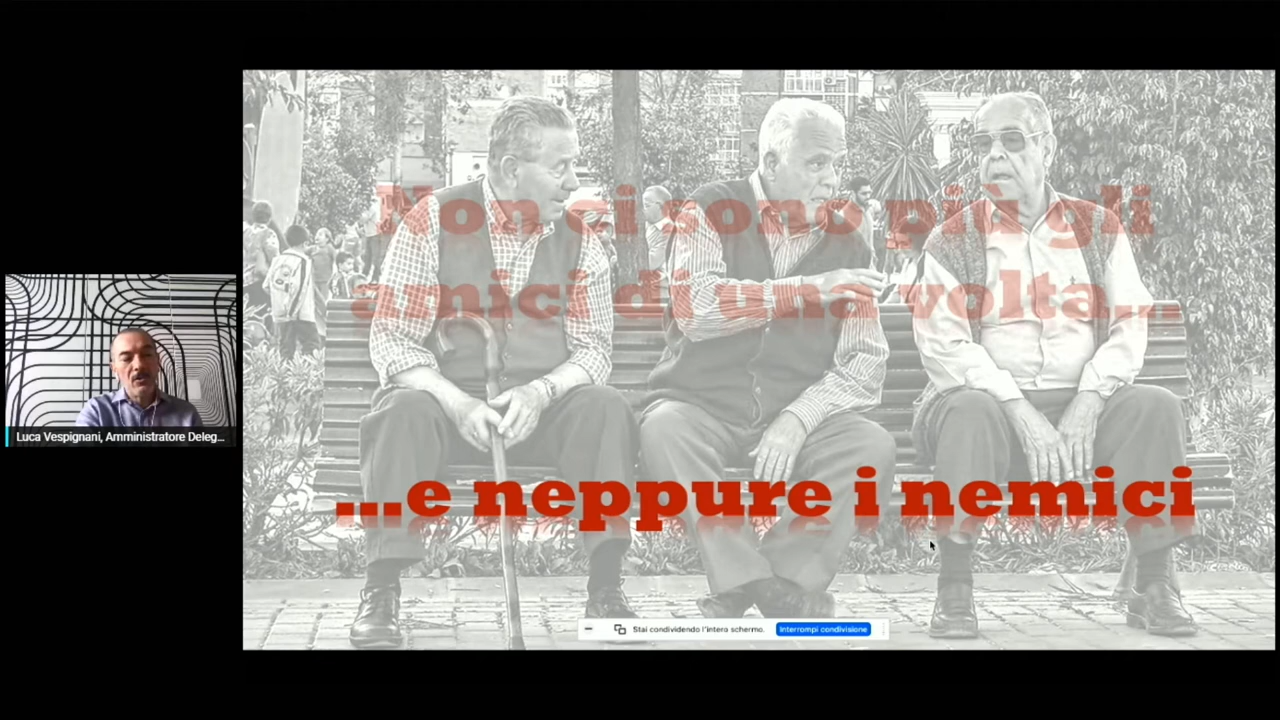 Non ci sono più gli
amici di una volta...
...e neppure i nemici
Luca Vespignani, Amministratore Deleg...
Stai condividendo l'intero schermo.
Interrompi condivisione